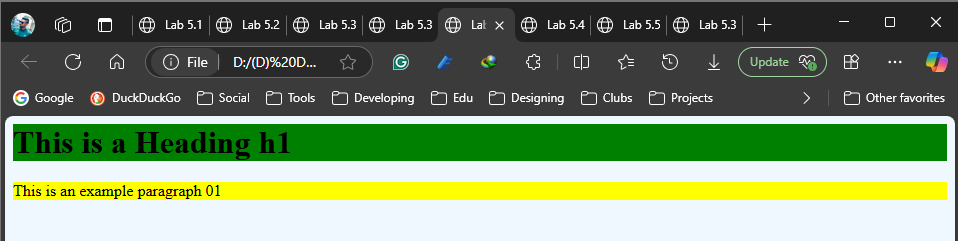 Lab 5.1 Lab 5.2 Lab 5.3 Lab 5.3 Lab Lab 5.4 Lab 5.5 Lab 5.3
File D:/(D)%20D... Update
Google DuckDuckGo Social Tools Developing Edu Designing Clubs Projects Other favorites
This is a Heading h1
This is an example paragraph 01